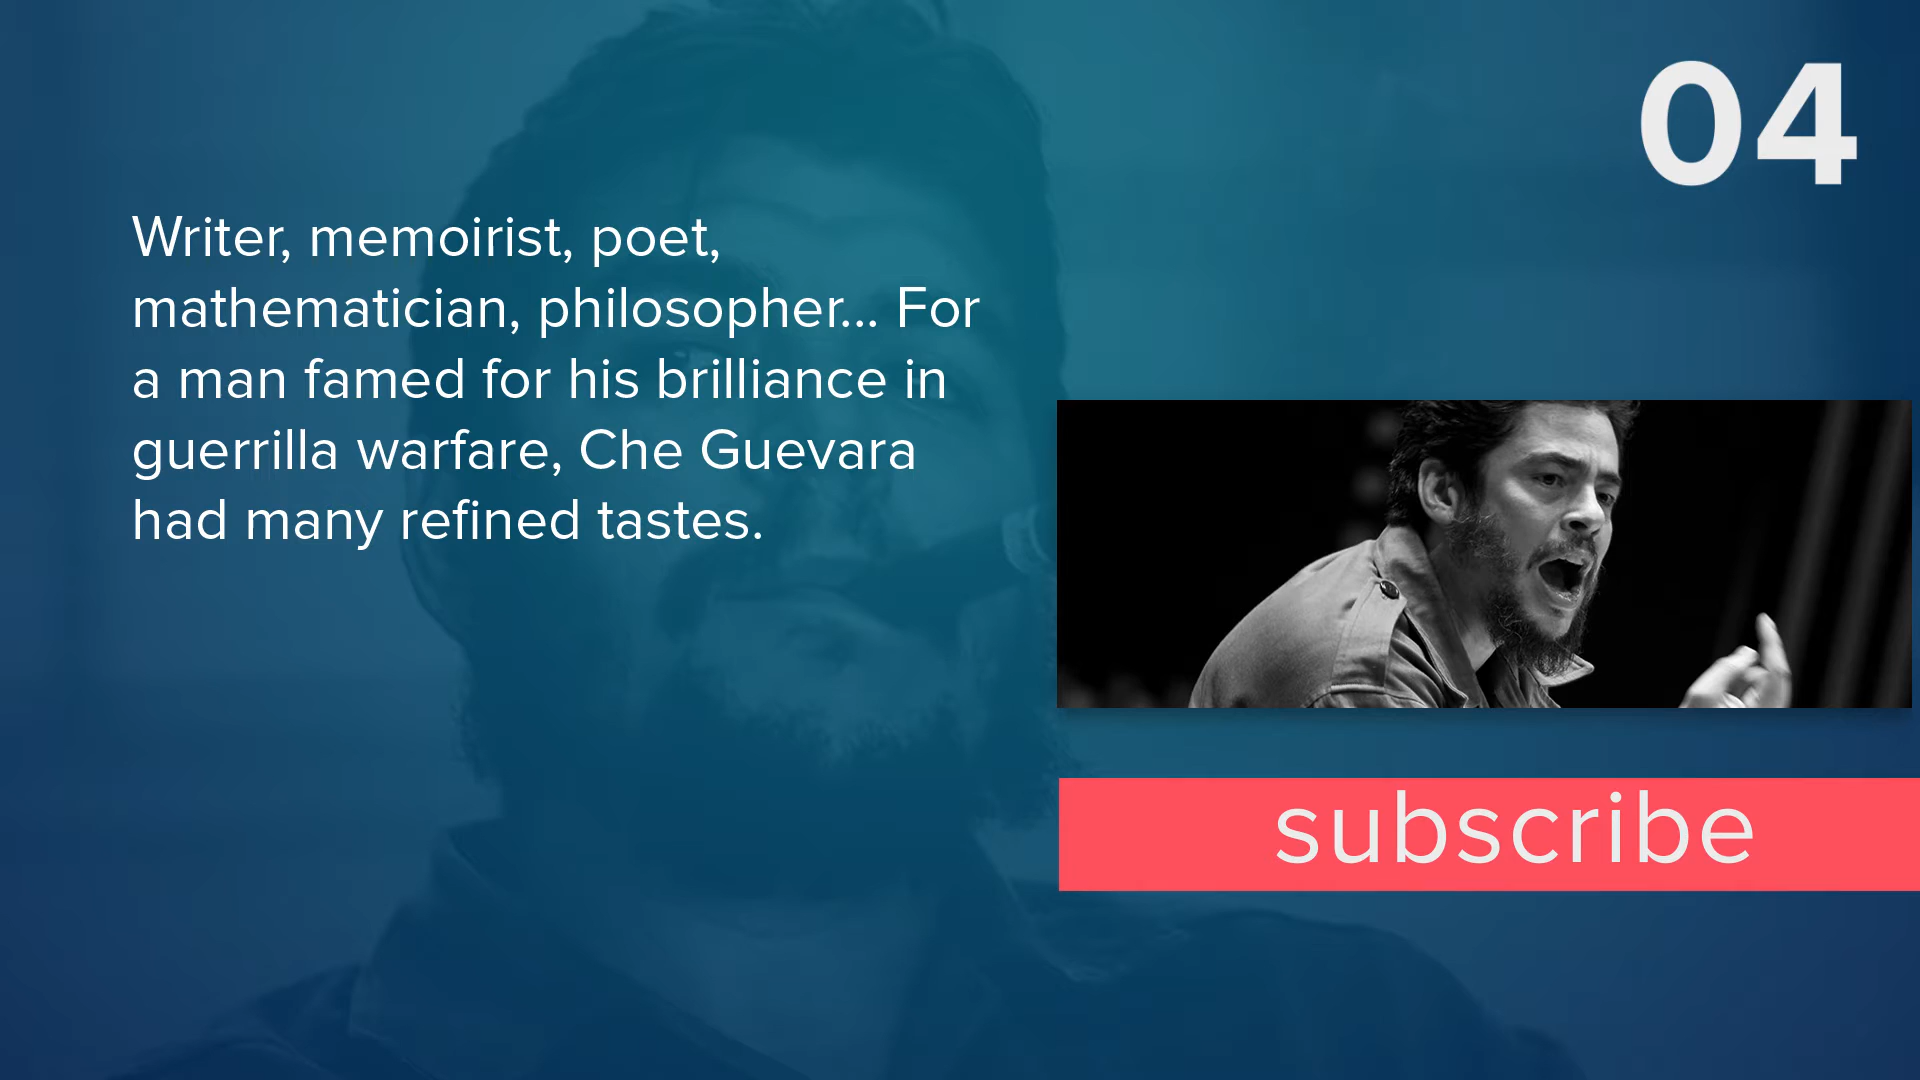 04
Writer, memoirist, poet,
mathematician, philosopher... For
a man famed for his brilliance in
guerrilla warfare, Che Guevara
had many refined tastes.
subscribe